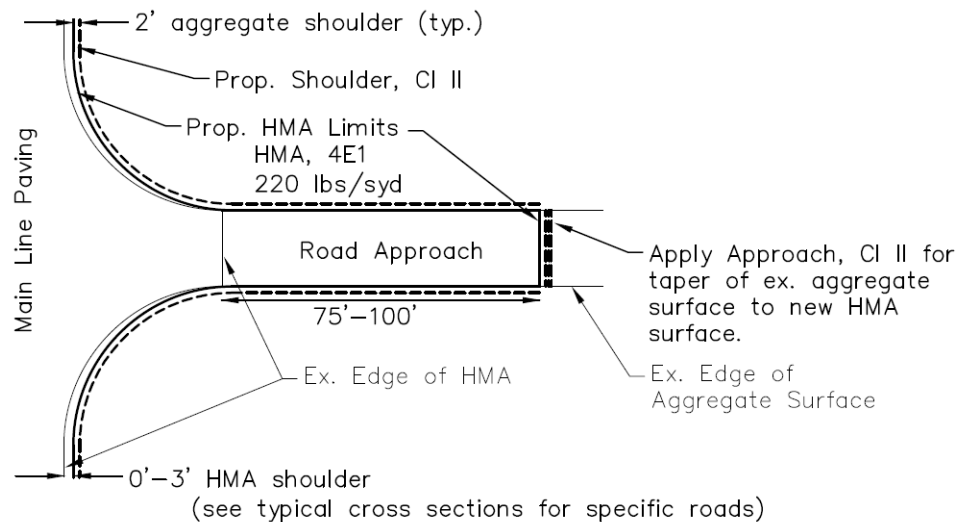 2' aggregate shoulder (typ.)
Prop. Shoulder, Cl II
Prop. HMA Limits
HMA, 4E1
220 lbs/syd
Main Line Paving
Road Approach
Apply Approach, Cl II for
taper of ex. aggregate
surface to new HMA
surface.
75'-100'
Ex. Edge of HMA
Ex. Edge of
Aggregate Surface
0'-3' HMA shoulder
(see typical cross sections for specific roads)